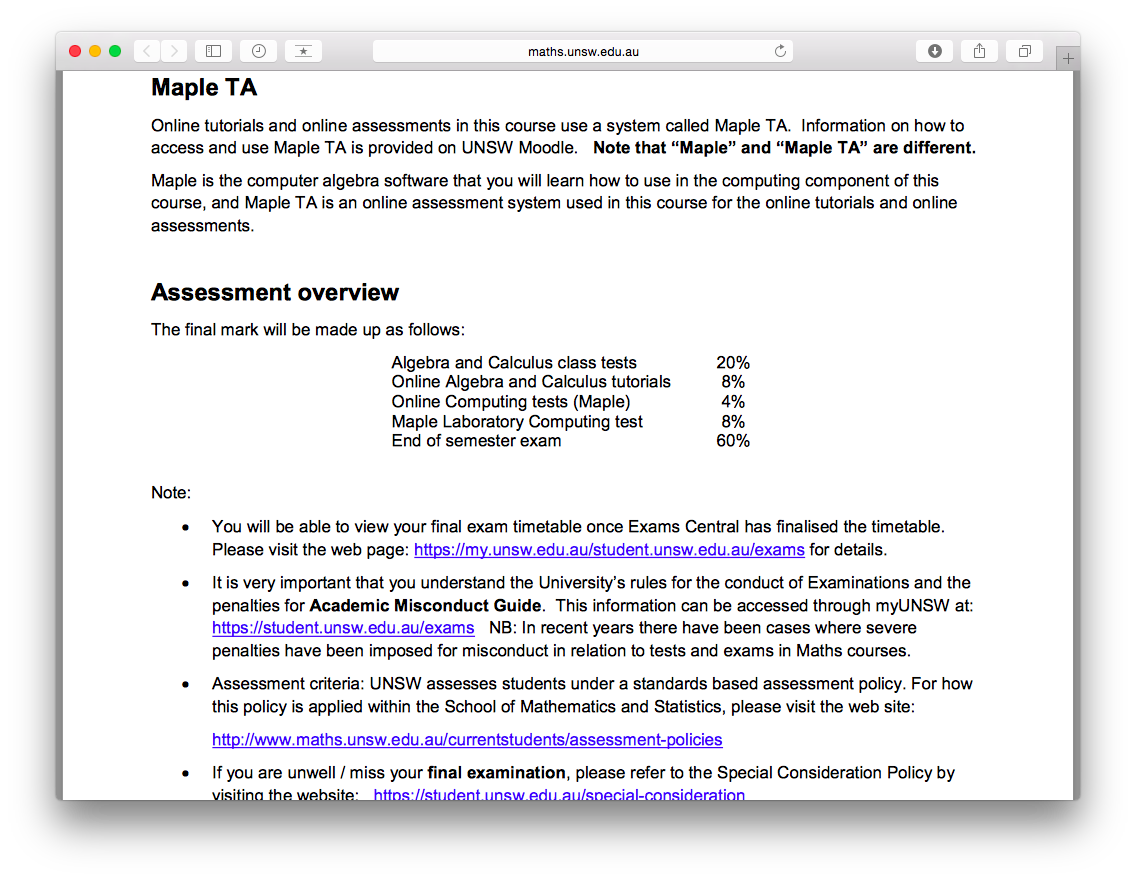 maths.unsw.edu.au
Maple TA
Online tutorials and online assessments in this course use a system called Maple TA.  Information on how to
access and use Maple TA is provided on UNSW Moodle.   Note that “Maple” and “Maple TA” are different.
Maple is the computer algebra software that you will learn how to use in the computing component of this
course, and Maple TA is an online assessment system used in this course for the online tutorials and online
assessments.
Assessment overview
The final mark will be made up as follows:
Algebra and Calculus class tests 20%
Online Algebra and Calculus tutorials 8%
Online Computing tests (Maple) 4%
Maple Laboratory Computing test 8%
End of semester exam 60%
Note:
• You will be able to view your final exam timetable once Exams Central has finalised the timetable.
Please visit the web page: https://my.unsw.edu.au/student.unsw.edu.au/exams for details.
• It is very important that you understand the University’s rules for the conduct of Examinations and the
penalties for Academic Misconduct Guide.  This information can be accessed through myUNSW at:
https://student.unsw.edu.au/exams   NB: In recent years there have been cases where severe
penalties have been imposed for misconduct in relation to tests and exams in Maths courses.
• Assessment criteria: UNSW assesses students under a standards based assessment policy. For how
this policy is applied within the School of Mathematics and Statistics, please visit the web site:
http://www.maths.unsw.edu.au/currentstudents/assessment-policies
• If you are unwell / miss your final examination, please refer to the Special Consideration Policy by
visiting the website:   https://student.unsw.edu.au/special-consideration